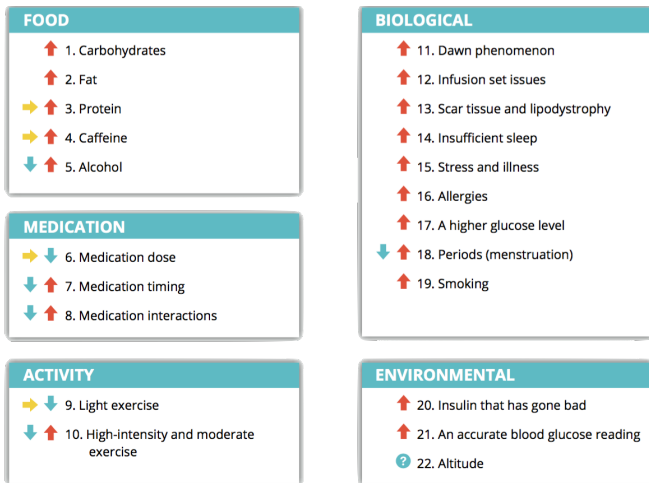 FOOD
1. Carbohydrates
2. Fat
3. Protein
4. Caffeine
5. Alcohol
MEDICATION
6. Medication dose
7. Medication timing
8. Medication interactions
ACTIVITY
9. Light exercise
10. High-intensity and moderate
exercise
BIOLOGICAL
11. Dawn phenomenon
12. Infusion set issues
13. Scar tissue and lipodystrophy
14. Insufficient sleep
15. Stress and illness
16. Allergies
17. A higher glucose level
18. Periods (menstruation)
19. Smoking
ENVIRONMENTAL
20. Insulin that has gone bad
21. An accurate blood glucose reading
? 22. Altitude